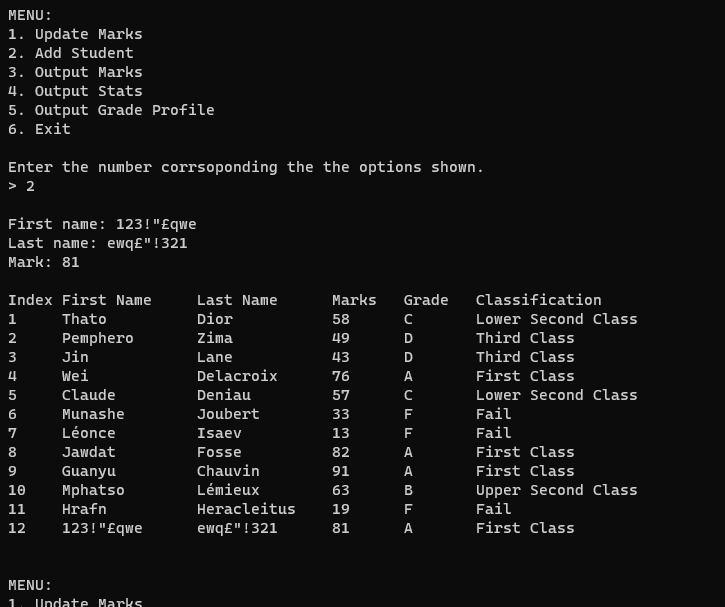 MENU:
1. Update Marks
2. Add Student
3. Output Marks
4. Output Stats
5. Output Grade Profile
6. Exit
Enter the number corrsoponding the the options shown.
> 2
First name: 123!"£qwe
Last name: ewq£"!321
Mark: 81
Index First Name Last Name Marks Grade Classification
1 Thato Dior 58 C Lower Second Class
2 Pemphero Zima 49 D Third Class
3 Jin Lane 43 D Third Class
4 Wei Delacroix 76 A First Class
5 Claude Deniau 57 C Lower Second Class
6 Munashe Joubert 33 F Fail
7 Léonce Isaev 13 F Fail
8 Jawdat Fosse 82 A First Class
9 Guanyu Chauvin 91 A First Class
10 Mphatso Lémieux 63 B Upper Second Class
11 Hrafn Heracleitus 19 F Fail
12 123!"£qwe ewq£"!321 81 A First Class
MENU:
1. Update Marks